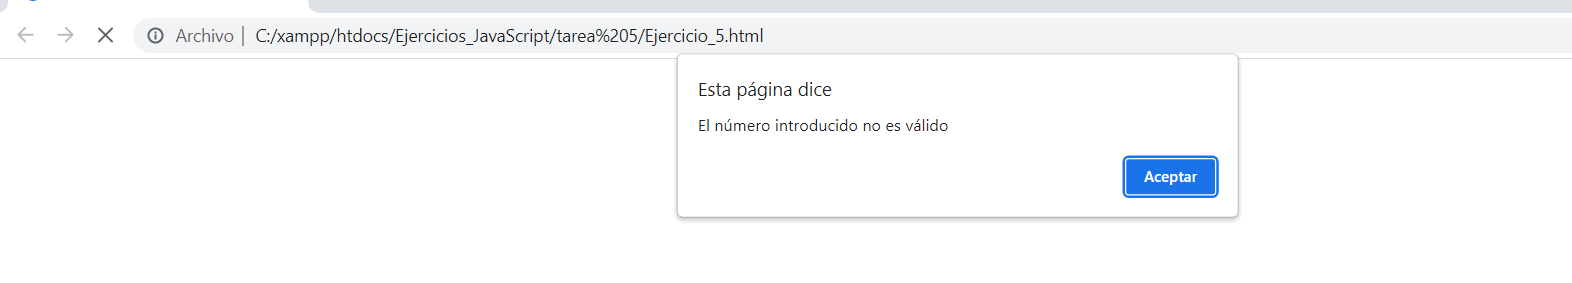 Archivo | C:/xampp/htdocs/Ejercicios_JavaScript/tarea%205/Ejercicio_5.html
Esta página dice
El número introducido no es válido
Aceptar